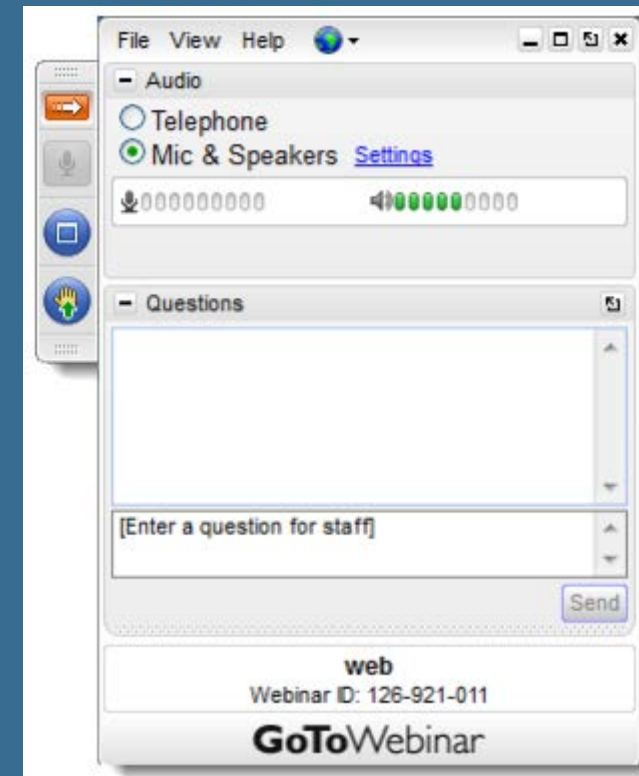 File View Help
Audio
Telephone
Mic & Speakers Settings
Questions
[Enter a question for staff]
Send
web
Webinar ID: 126-921-011
GoToWebinar